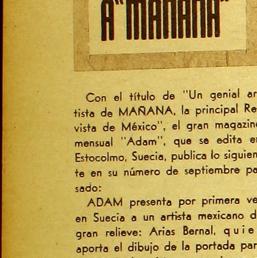 A "MAÑANA"
Con el título de "Un genial ar
tista de MAÑANA, la principal Re
vista de México", el gran magazin
mensual "Adam", que se edita e
Estocolmo, Suecia, publica lo siguien
te en su número de septiembre pa
sado:
ADAM presenta por primera ve
en Suecia a un artista mexicano d
gran relieve: Arias Bernal, quie
aporta el dibujo de la portada par